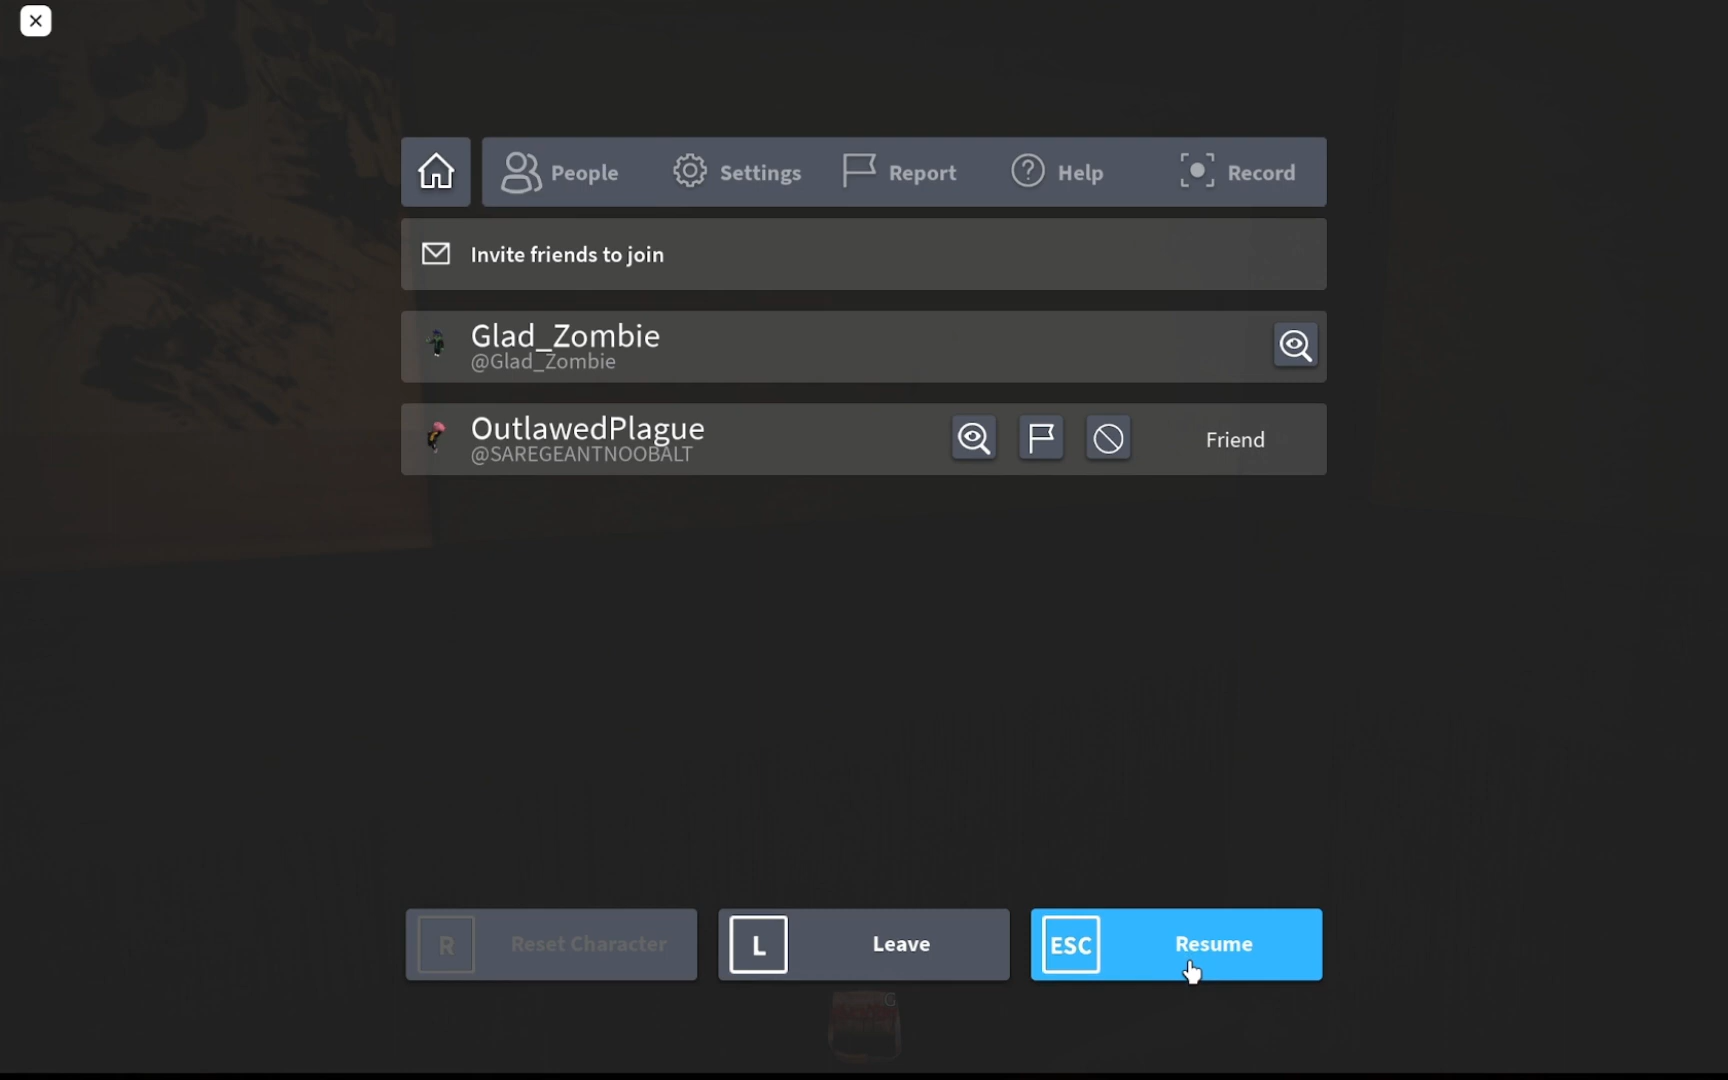 People
Settings
Report
Help
Record
Invite friends to join
Glad_Zombie
@Glad_Zombie
OutlawedPlague
@SAREGEANTNOOBALT
Friend
R
Reset Character
L
Leave
ESC
Resume
G